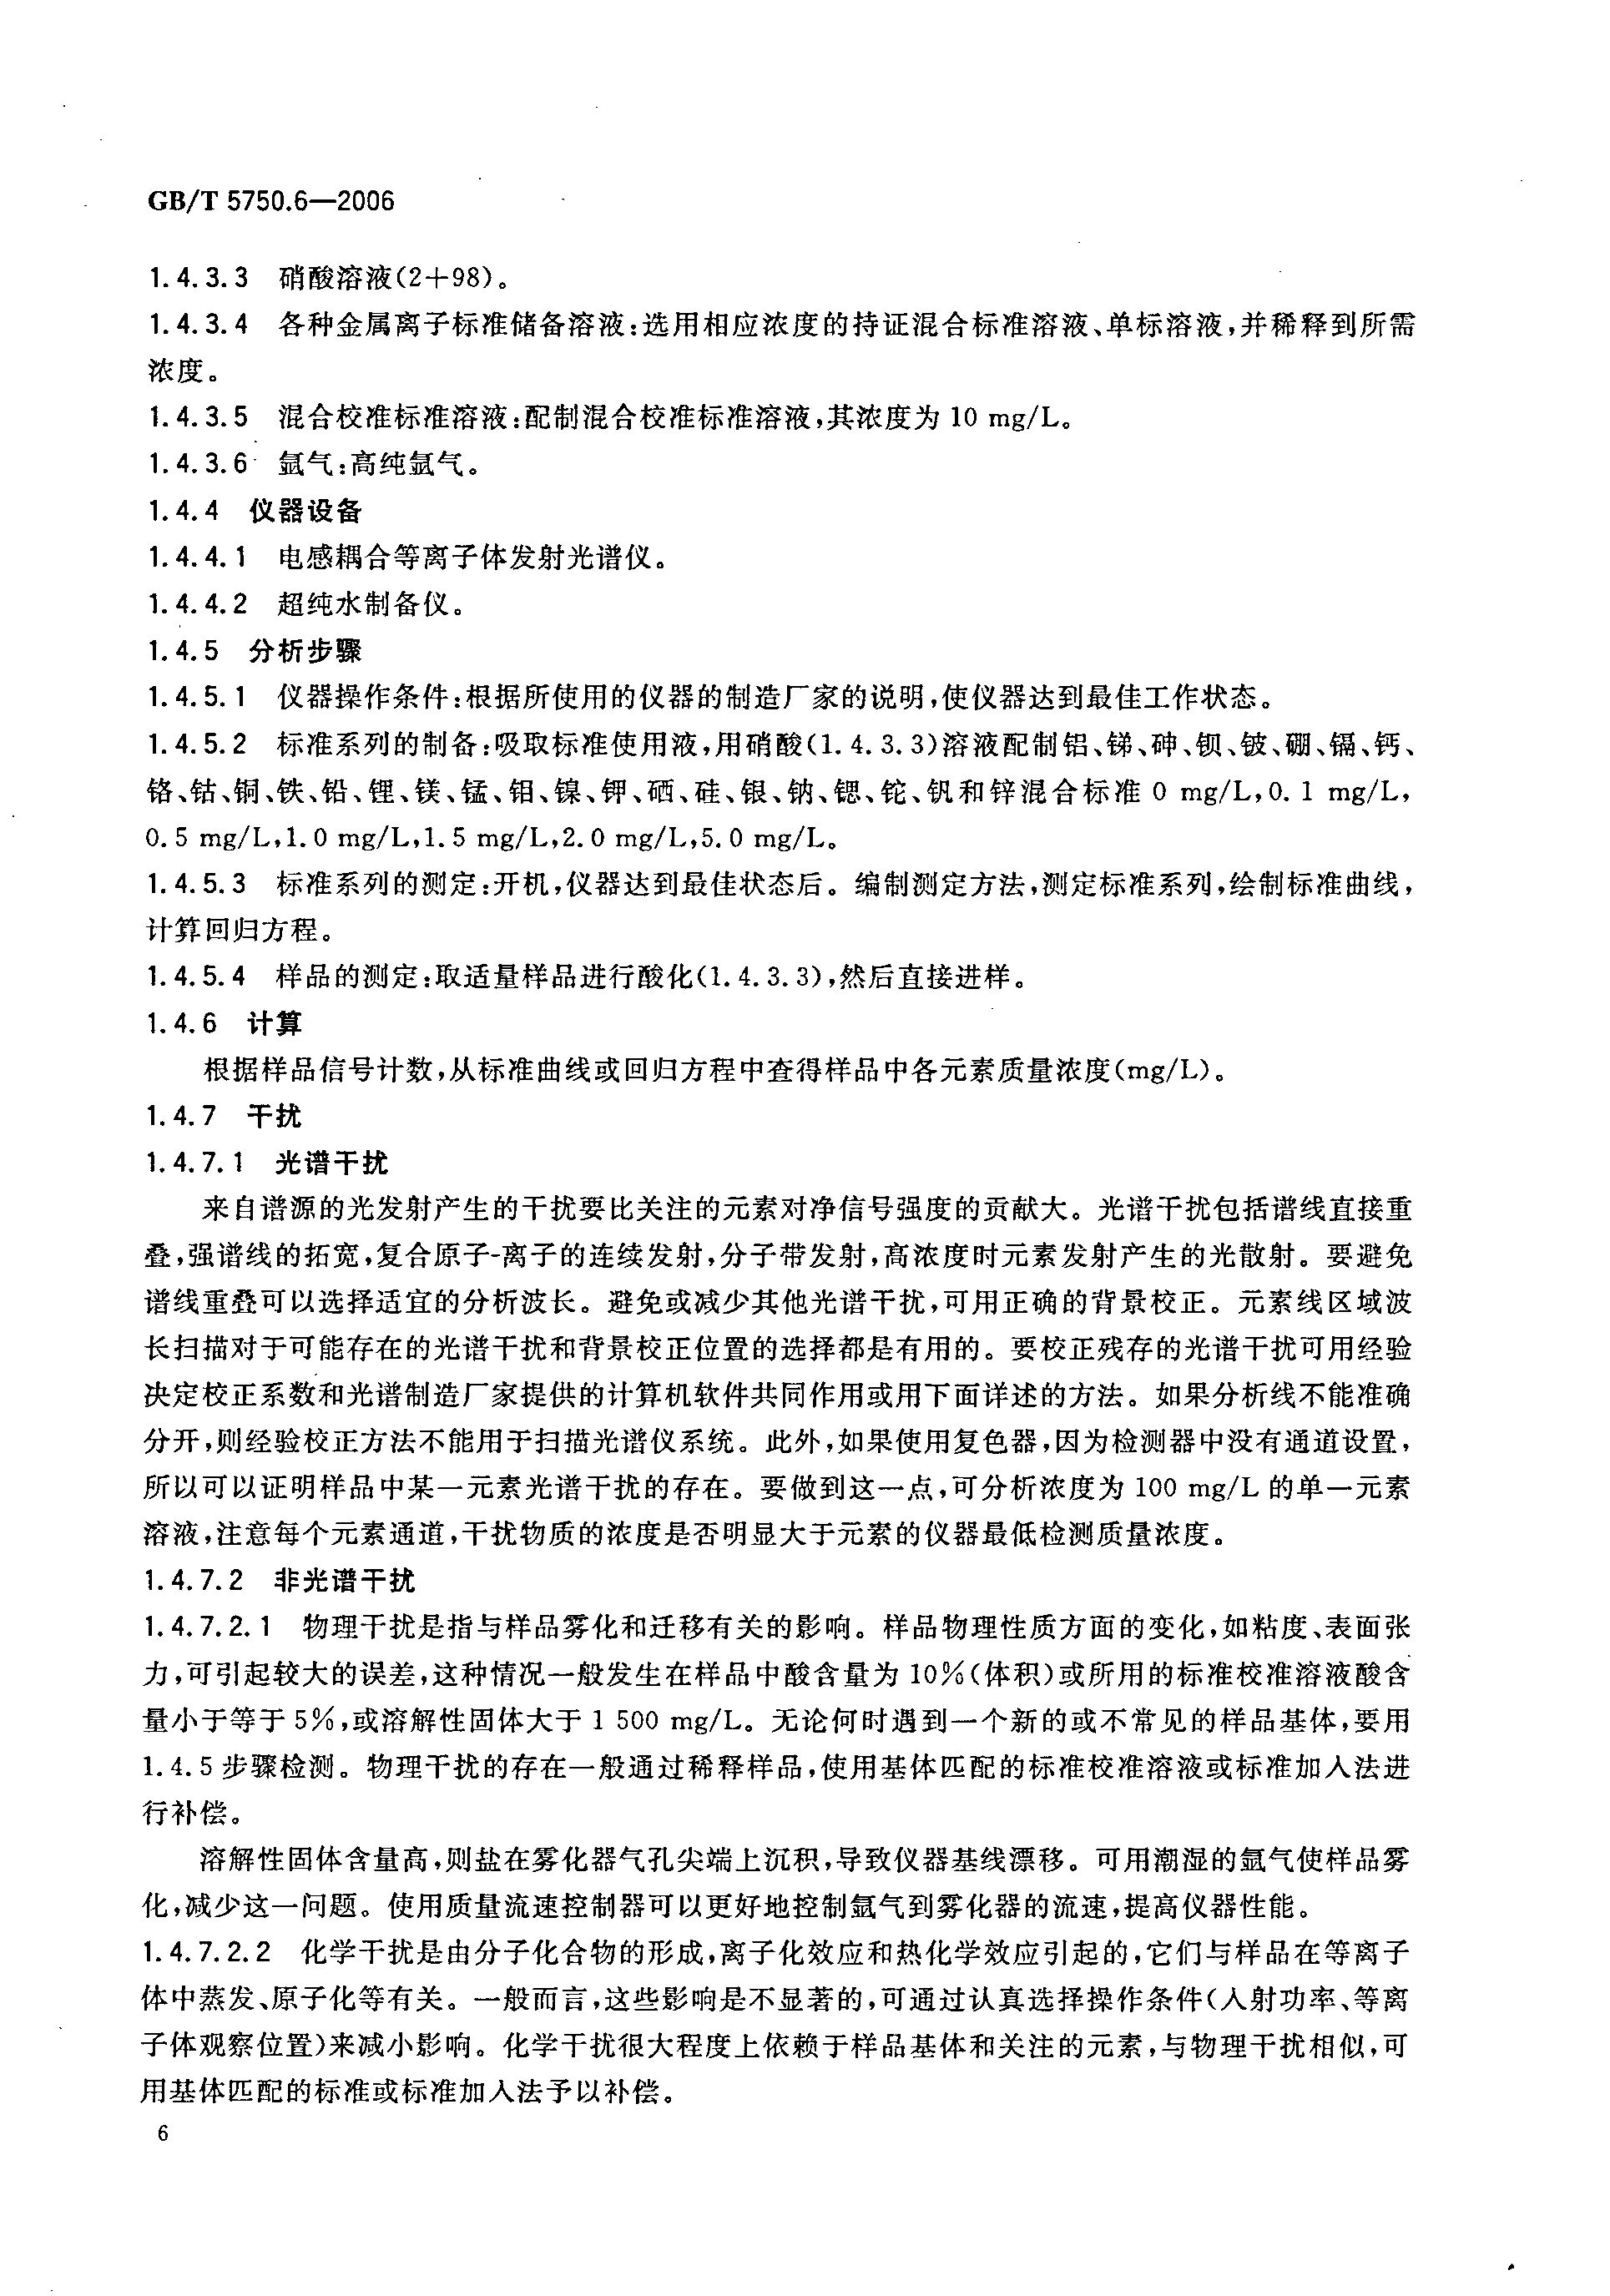 GB/T 5750.6—2006
1.4.3.3 硝酸溶液(2+98)。
1.4.3.4 各种金属离子标准储备溶液:选用相应浓度的持证混合标准溶液、单标溶液,并稀释到所需
浓度。
1.4.3.5 混合校准标准溶液:配制混合校准标准溶液,其浓度为 10 mg/L。
1.4.3.6 氩气:高纯氩气。
1.4.4 仪器设备
1.4.4.1 电感耦合等离子体发射光谱仪。
1.4.4.2 超纯水制备仪。
1.4.5 分析步骤
1.4.5.1 仪器操作条件:根据所使用的仪器的制造厂家的说明,使仪器达到最佳工作状态。
1.4.5.2 标准系列的制备:吸取标准使用液,用硝酸(1.4.3.3)溶液配制铝、锑、砷、钡、铍、硼、镉、钙、
铬、钴、铜、铁、铅、锂、镁、锰、钼、镍、钾、硒、硅、银、钠、锶、铊、钒和锌混合标准 0 mg/L,0.1 mg/L,
0.5 mg/L,1.0 mg/L,1.5 mg/L,2.0 mg/L,5.0 mg/L。
1.4.5.3 标准系列的测定:开机,仪器达到最佳状态后。编制测定方法,测定标准系列,绘制标准曲线,
计算回归方程。
1.4.5.4 样品的测定:取适量样品进行酸化(1.4.3.3),然后直接进样。
1.4.6 计算
根据样品信号计数,从标准曲线或回归方程中查得样品中各元素质量浓度(mg/L)。
1.4.7 干扰
1.4.7.1 光谱干扰
来自谱源的光发射产生的干扰要比关注的元素对净信号强度的贡献大。光谱干扰包括谱线直接重
叠,强谱线的拓宽,复合原子-离子的连续发射,分子带发射,高浓度时元素发射产生的光散射。要避免
谱线重叠可以选择适宜的分析波长。避免或减少其他光谱干扰,可用正确的背景校正。元素线区域波
长扫描对于可能存在的光谱干扰和背景校正位置的选择都是有用的。要校正残存的光谱干扰可用经验
决定校正系数和光谱制造厂家提供的计算机软件共同作用或用下面详述的方法。如果分析线不能准确
分开,则经验校正方法不能用于扫描光谱仪系统。此外,如果使用复色器,因为检测器中没有通道设置,
所以可以证明样品中某一元素光谱干扰的存在。要做到这一点,可分析浓度为 100 mg/L 的单一元素
溶液,注意每个元素通道,干扰物质的浓度是否明显大于元素的仪器最低检测质量浓度。
1.4.7.2 非光谱干扰
1.4.7.2.1 物理干扰是指与样品雾化和迁移有关的影响。样品物理性质方面的变化,如粘度、表面张
力,可引起较大的误差,这种情况一般发生在样品中酸含量为 10%(体积)或所用的标准校准溶液酸含
量小于等于 5%,或溶解性固体大于 1 500 mg/L。无论何时遇到一个新的或不常见的样品基体,要用
1.4.5 步骤检测。物理干扰的存在一般通过稀释样品,使用基体匹配的标准校准溶液或标准加入法进
行补偿。
溶解性固体含量高,则盐在雾化器气孔尖端上沉积,导致仪器基线漂移。可用潮湿的氩气使样品雾
化,减少这一问题。使用质量流速控制器可以更好地控制氩气到雾化器的流速,提高仪器性能。
1.4.7.2.2 化学干扰是由分子化合物的形成,离子化效应和热化学效应引起的,它们与样品在等离子
体中蒸发、原子化等有关。一般而言,这些影响是不显著的,可通过认真选择操作条件(入射功率、等离
子体观察位置)来减小影响。化学干扰很大程度上依赖于样品基体和关注的元素,与物理干扰相似,可
用基体匹配的标准或标准加入法予以补偿。
6